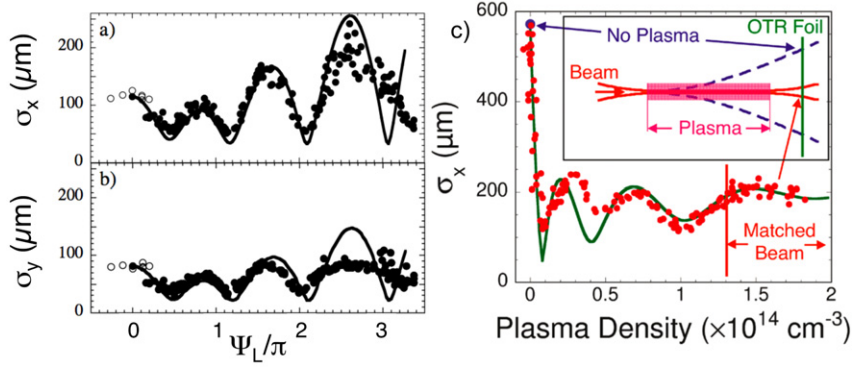 a)
σx (μm)
200
100
0
b)
σy (μm)
200
100
0
0 1 2 3
ΨL/π
c)
σx (μm)
600
400
200
0
No Plasma
OTR Foil
Beam
Plasma
Matched
Beam
0 0.5 1 1.5 2
Plasma Density (×10¹⁴ cm⁻³)